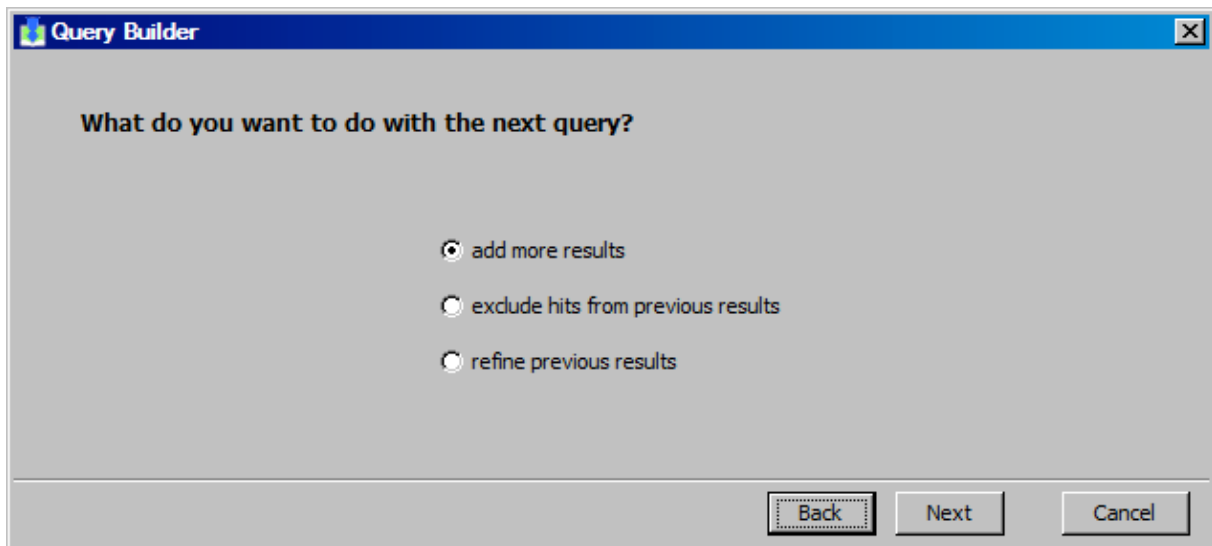 Query Builder
What do you want to do with the next query?
add more results
exclude hits from previous results
refine previous results
Back Next Cancel